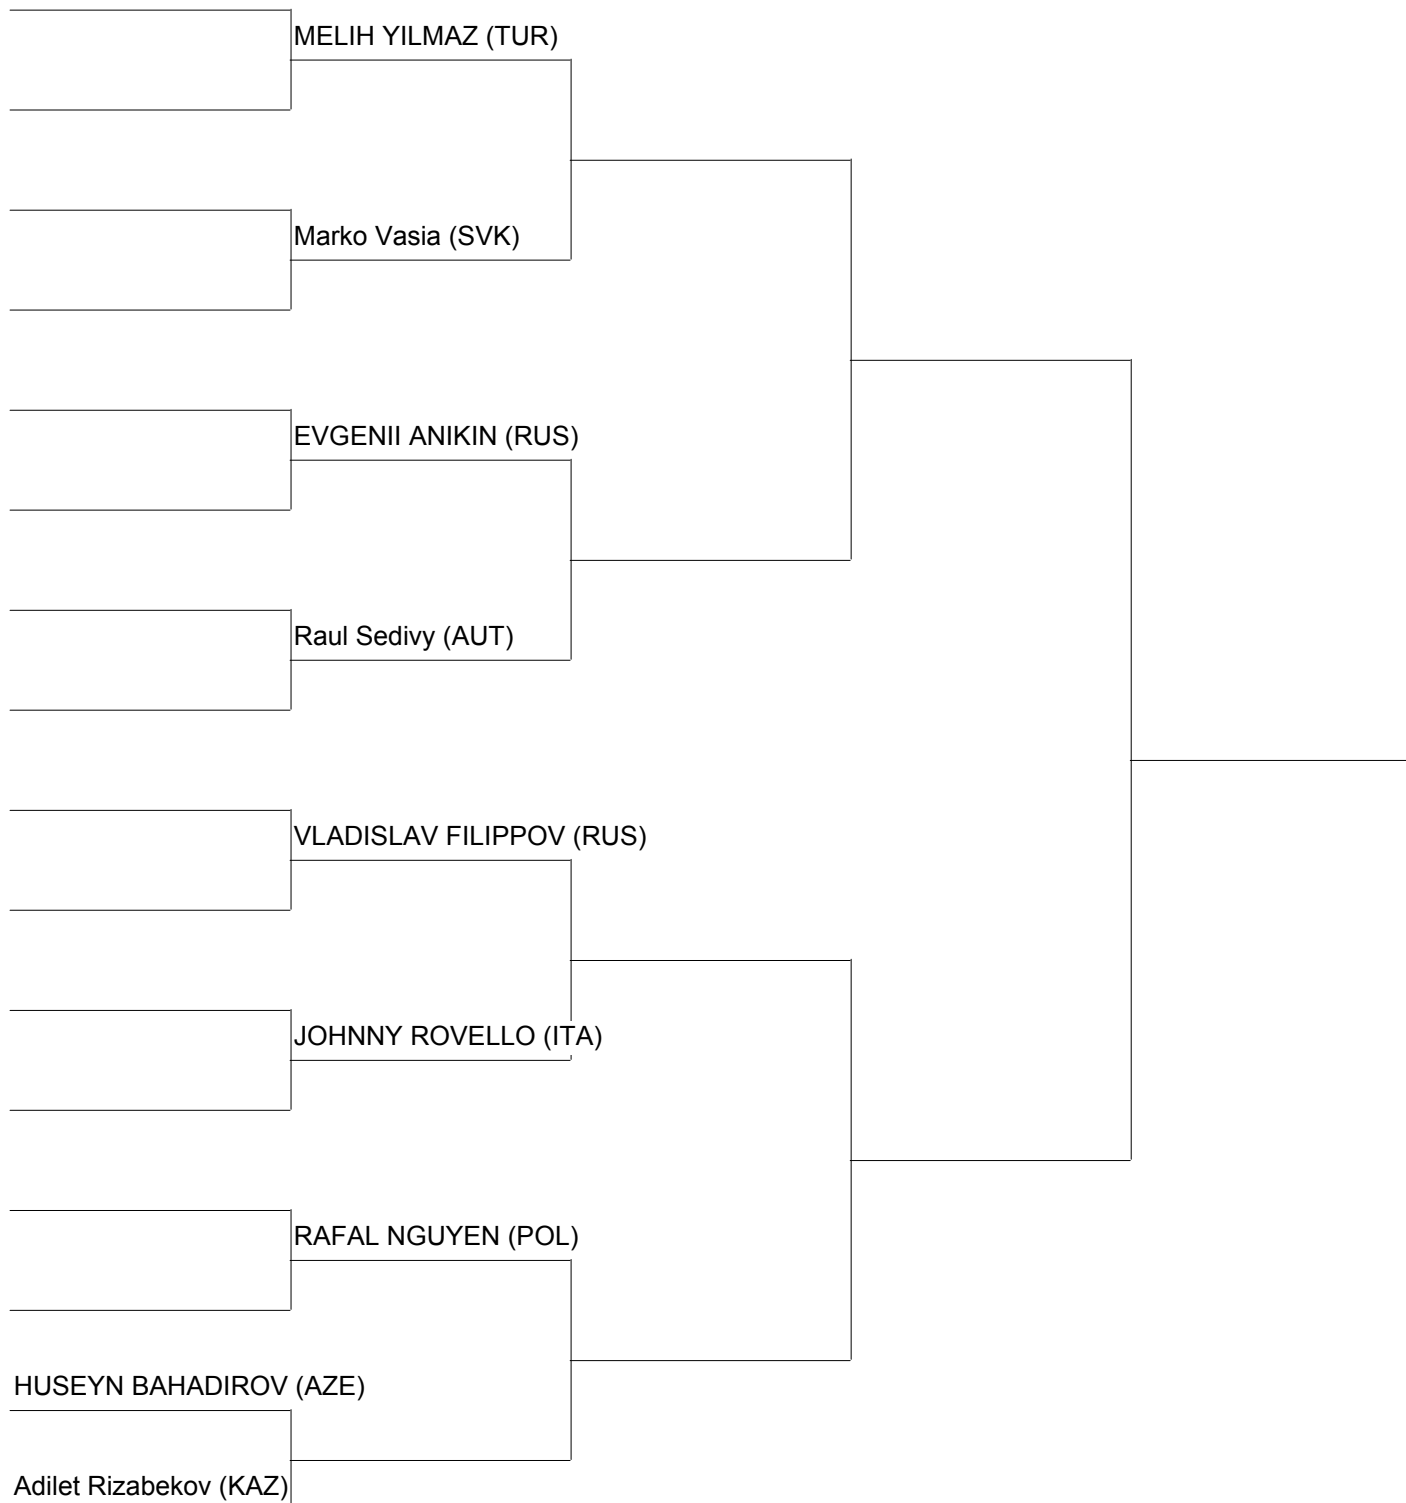 MELIH YILMAZ (TUR)
Marko Vasia (SVK)
EVGENII ANIKIN (RUS)
Raul Sedivy (AUT)
VLADISLAV FILIPPOV (RUS)
JOHNNY ROVELLO (ITA)
RAFAL NGUYEN (POL)
HUSEYN BAHADIROV (AZE)
Adilet Rizabekov (KAZ)